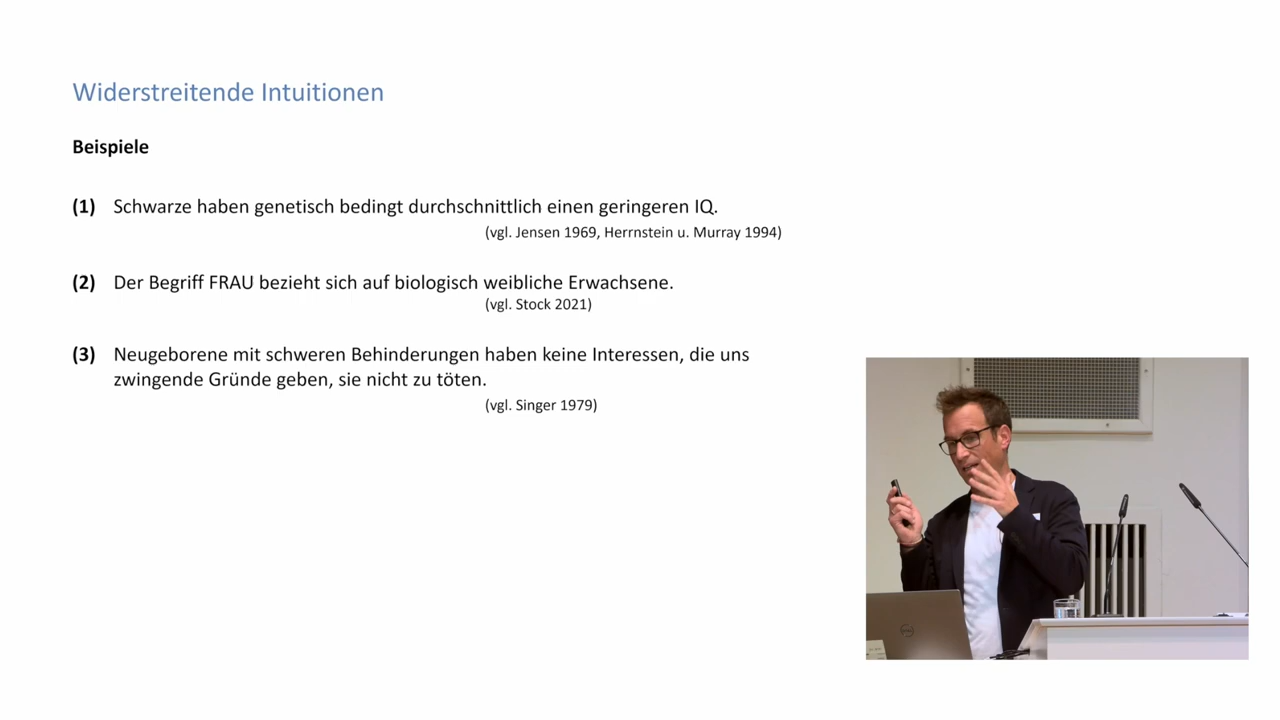 Widerstreitende Intuitionen
Beispiele
(1) Schwarze haben genetisch bedingt durchschnittlich einen geringeren IQ.
(vgl. Jensen 1969, Herrnstein u. Murray 1994)
(2) Der Begriff FRAU bezieht sich auf biologisch weibliche Erwachsene.
(vgl. Stock 2021)
(3) Neugeborene mit schweren Behinderungen haben keine Interessen, die uns
zwingende Gründe geben, sie nicht zu töten.
(vgl. Singer 1979)